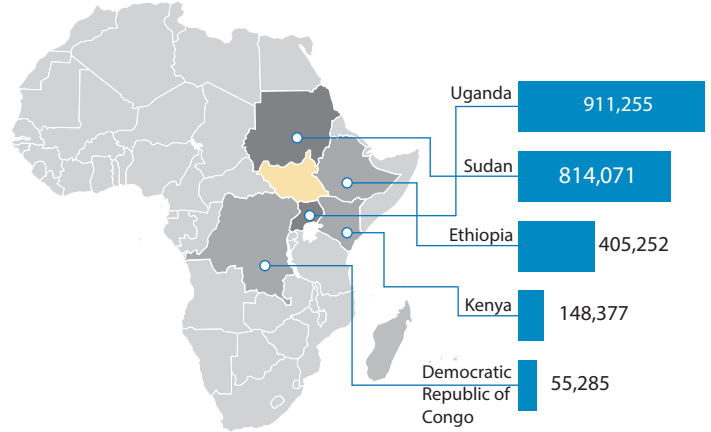 Uganda
911,255
Sudan
814,071
Ethiopia
405,252
Kenya
148,377
Democratic
Republic of
Congo
55,285